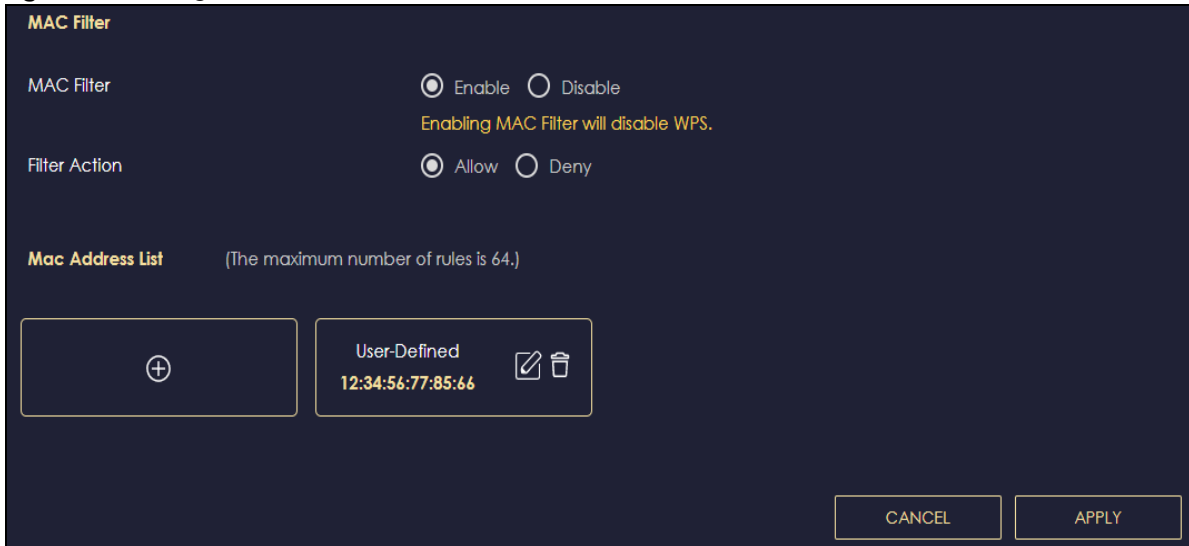 MAC Filter
MAC Filter Enable Disable
Enabling MAC Filter will disable WPS.
Filter Action Allow Deny
Mac Address List (The maximum number of rules is 64.)
User-Defined
12:34:56:77:85:66
CANCEL APPLY